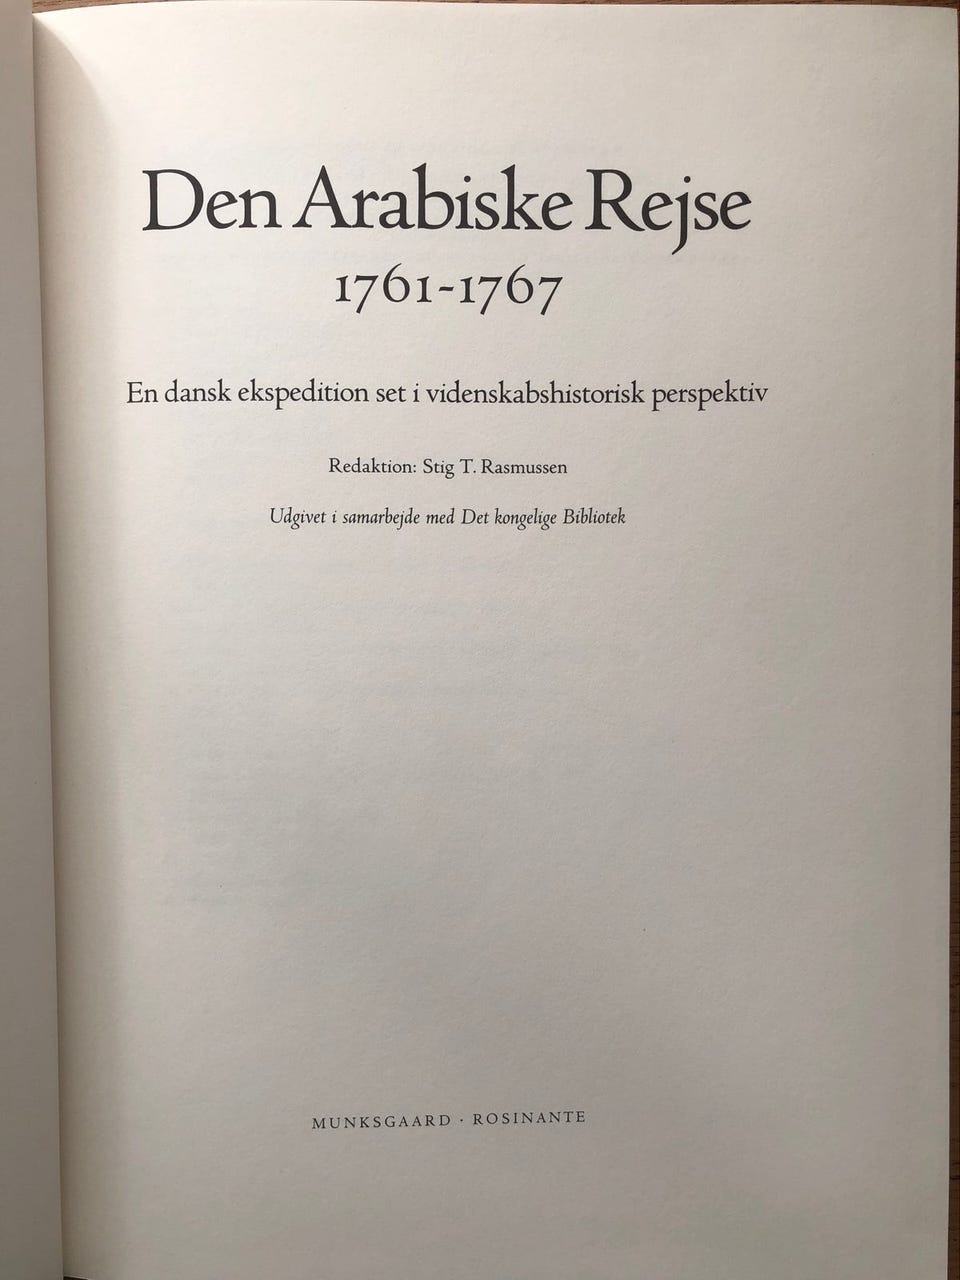 Den Arabiske Rejse
1761-1767
En dansk ekspedition set i videnskabshistorisk perspektiv
Redaktion: Stig T. Rasmussen
Udgivet i samarbejde med Det kongelige Bibliotek
MUNKSGAARD · ROSINANTE